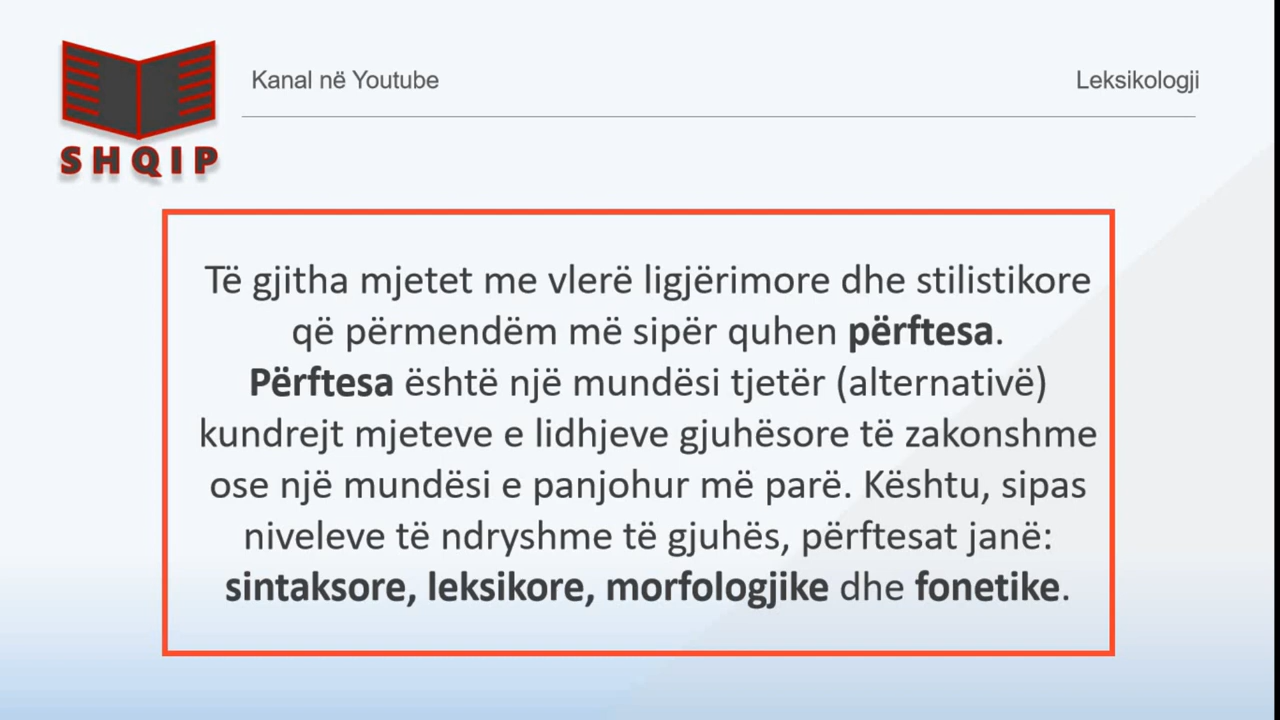 Kanal në Youtube
Leksikologji
SHQIP
Të gjitha mjetet me vlerë ligjërimore dhe stilistikore
që përmendëm më sipër quhen përftesa.
Përftesa është një mundësi tjetër (alternativë)
kundrejt mjeteve e lidhjeve gjuhësore të zakonshme
ose një mundësi e panjohur më parë. Kështu, sipas
niveleve të ndryshme të gjuhës, përftesat janë:
sintaksore, leksikore, morfologjike dhe fonetike.